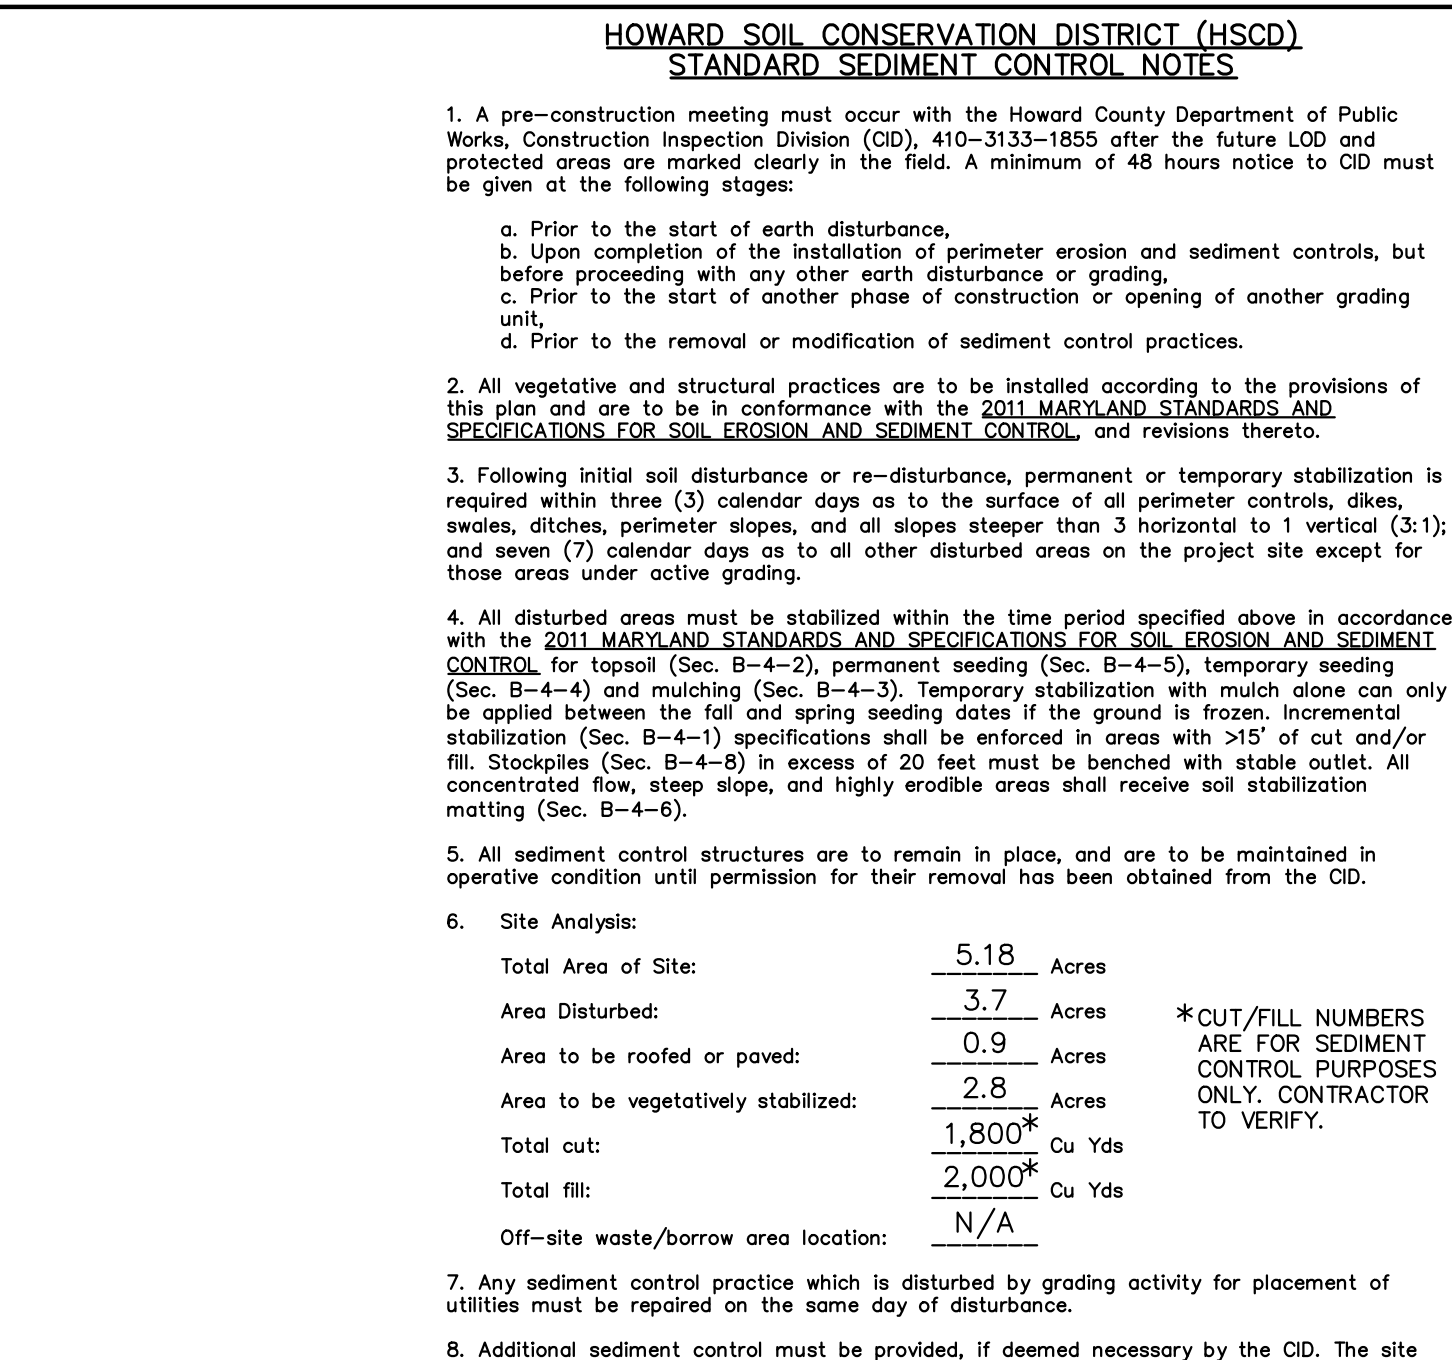 HOWARD SOIL CONSERVATION DISTRICT (HSCD)
STANDARD SEDIMENT CONTROL NOTES
1. A pre-construction meeting must occur with the Howard County Department of Public
Works, Construction Inspection Division (CID), 410-3133-1855 after the future LOD and
protected areas are marked clearly in the field. A minimum of 48 hours notice to CID must
be given at the following stages:
a. Prior to the start of earth disturbance,
b. Upon completion of the installation of perimeter erosion and sediment controls, but
before proceeding with any other earth disturbance or grading,
c. Prior to the start of another phase of construction or opening of another grading
unit,
d. Prior to the removal or modification of sediment control practices.
2. All vegetative and structural practices are to be installed according to the provisions of
this plan and are to be in conformance with the 2011 MARYLAND STANDARDS AND
SPECIFICATIONS FOR SOIL EROSION AND SEDIMENT CONTROL, and revisions thereto.
3. Following initial soil disturbance or re-disturbance, permanent or temporary stabilization is
required within three (3) calendar days as to the surface of all perimeter controls, dikes,
swales, ditches, perimeter slopes, and all slopes steeper than 3 horizontal to 1 vertical (3:1);
and seven (7) calendar days as to all other disturbed areas on the project site except for
those areas under active grading.
4. All disturbed areas must be stabilized within the time period specified above in accordance
with the 2011 MARYLAND STANDARDS AND SPECIFICATIONS FOR SOIL EROSION AND SEDIMENT
CONTROL for topsoil (Sec. B-4-2), permanent seeding (Sec. B-4-5), temporary seeding
(Sec. B-4-4) and mulching (Sec. B-4-3). Temporary stabilization with mulch alone can only
be applied between the fall and spring seeding dates if the ground is frozen. Incremental
stabilization (Sec. B-4-1) specifications shall be enforced in areas with >15' of cut and/or
fill. Stockpiles (Sec. B-4-8) in excess of 20 feet must be benched with stable outlet. All
concentrated flow, steep slope, and highly erodible areas shall receive soil stabilization
matting (Sec. B-4-6).
5. All sediment control structures are to remain in place, and are to be maintained in
operative condition until permission for their removal has been obtained from the CID.
6. Site Analysis:
Total Area of Site: 5.18 Acres
Area Disturbed: 3.7 Acres
Area to be roofed or paved: 0.9 Acres
Area to be vegetatively stabilized: 2.8 Acres
Total cut: 1,800* Cu Yds
Total fill: 2,000* Cu Yds
Off-site waste/borrow area location: N/A
*CUT/FILL NUMBERS
ARE FOR SEDIMENT
CONTROL PURPOSES
ONLY. CONTRACTOR
TO VERIFY.
7. Any sediment control practice which is disturbed by grading activity for placement of
utilities must be repaired on the same day of disturbance.
8. Additional sediment control must be provided, if deemed necessary by the CID. The site